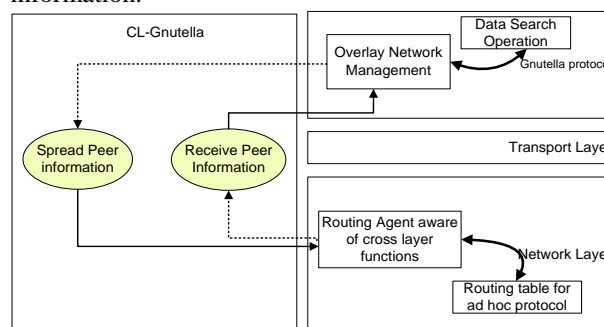 information.
CL-Gnutella
Data Search
Operation
Overlay Network
Management
Gnutella protoco
Spread Peer
information
Receive Peer
Information
Transport Laye
Routing Agent aware
of cross layer
functions
Network Laye
Routing table for
ad hoc protocol